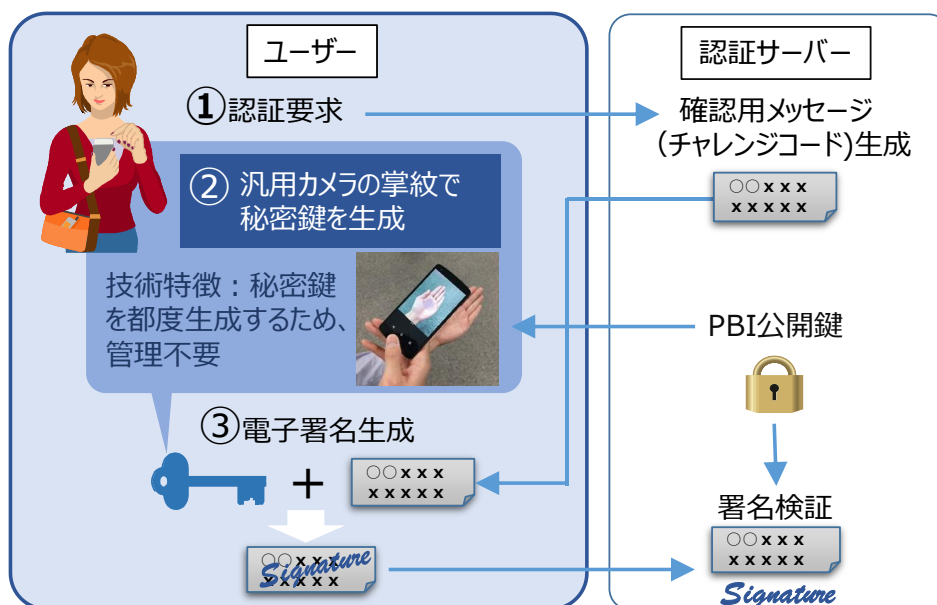 ユーザー
認証サーバー
①認証要求
確認用メッセージ
(チャレンジコード)生成
○○xxx
xxxxx
② 汎用カメラの掌紋で
秘密鍵を生成
技術特徴：秘密鍵
を都度生成するため、
管理不要
PBI公開鍵
③電子署名生成
+
○○xxx
xxxxx
署名検証
○○xxx
xxxxx
Signature
○○xxx
xxxxx
Signature